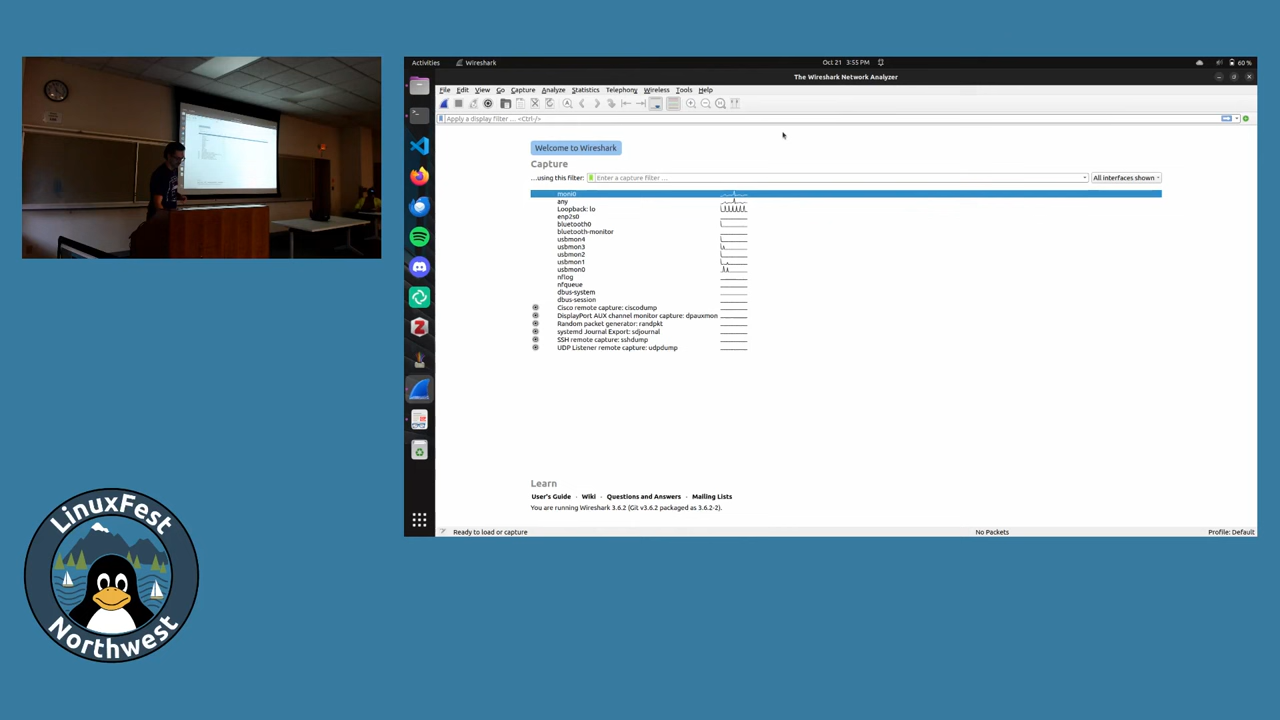 Activities
Wireshark
Oct 21 3:55 PM
60 %
The Wireshark Network Analyzer
File Edit View Go Capture Analyze Statistics Telephony Wireless Tools Help
Apply a display filter ... <Ctrl-/>
Welcome to Wireshark
Capture
...using this filter:
Enter a capture filter ...
All interfaces shown
moni0
any
Loopback: lo
enp2s0
bluetooth0
bluetooth-monitor
usbmon4
usbmon3
usbmon2
usbmon1
usbmon0
nflog
nfqueue
dbus-system
dbus-session
Cisco remote capture: ciscodump
DisplayPort AUX channel monitor capture: dpauxmon
Random packet generator: randpkt
systemd Journal Export: sdjournal
SSH remote capture: sshdump
UDP Listener remote capture: udpdump
Learn
User's Guide · Wiki · Questions and Answers · Mailing Lists
You are running Wireshark 3.6.2 (Git v3.6.2 packaged as 3.6.2-2).
Ready to load or capture
No Packets
Profile: Default
LinuxFest
Northwest